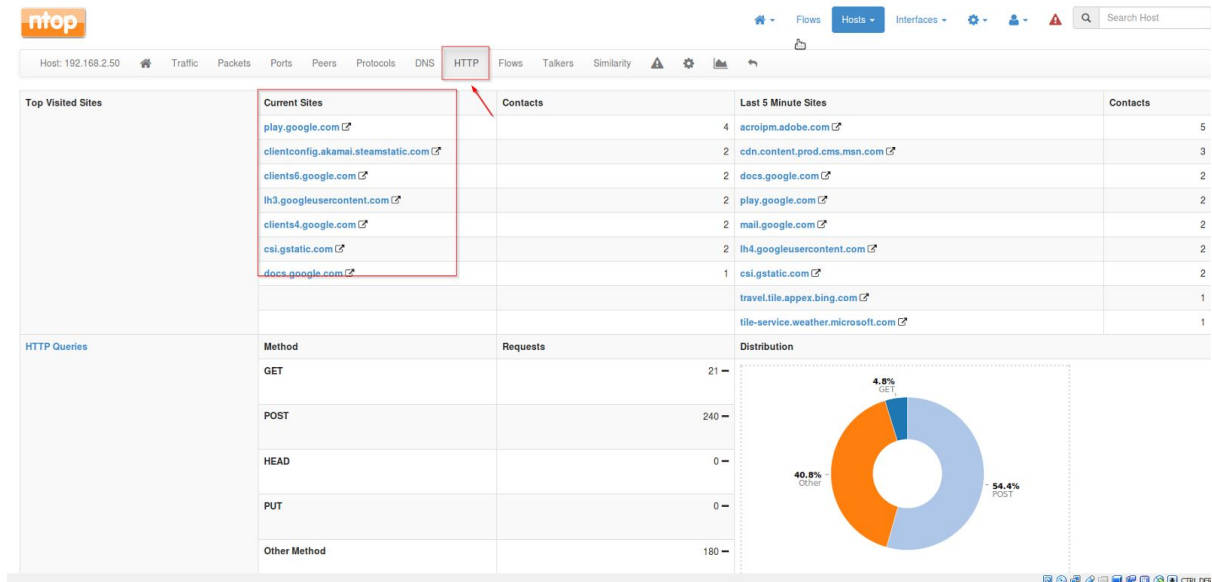 ntop
Flows Hosts Interfaces Search Host
Host: 192.168.2.50 Traffic Packets Ports Peers Protocols DNS HTTP Flows Talkers Similarity
Top Visited Sites Current Sites Contacts Last 5 Minute Sites Contacts
play.google.com 4 acroipm.adobe.com 5
clientconfig.akamai.steamstatic.com 2 cdn.content.prod.cms.msn.com 3
clients6.google.com 2 docs.google.com 2
lh3.googleusercontent.com 2 play.google.com 2
clients4.google.com 2 mail.google.com 2
csi.gstatic.com 2 lh4.googleusercontent.com 2
docs.google.com 1 csi.gstatic.com 2
travel.tile.appex.bing.com 1
tile-service.weather.microsoft.com 1
HTTP Queries Method Requests Distribution
GET 21
POST 240
HEAD 0
PUT 0
Other Method 180
4.8%
GET
40.8%
Other
54.4%
POST